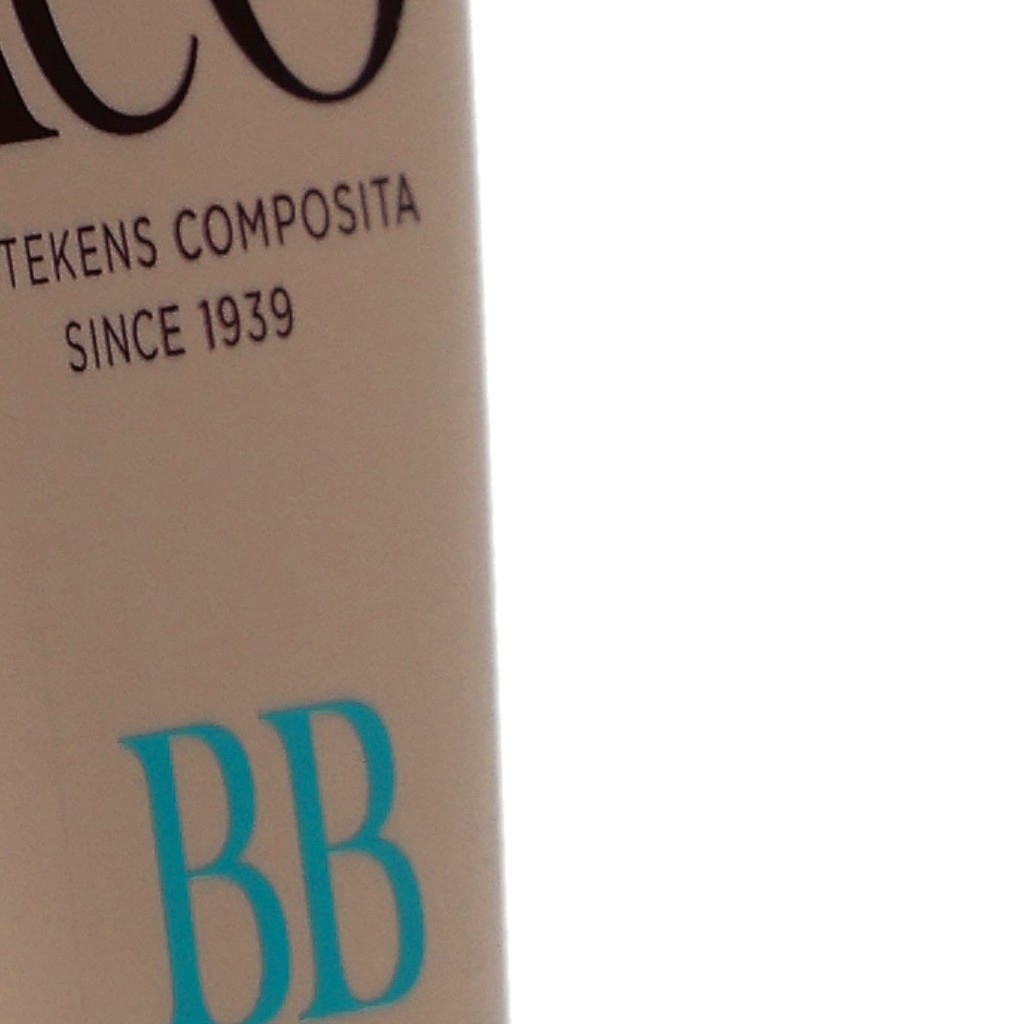 TEKENS COMPOSITA
SINCE 1939
BB